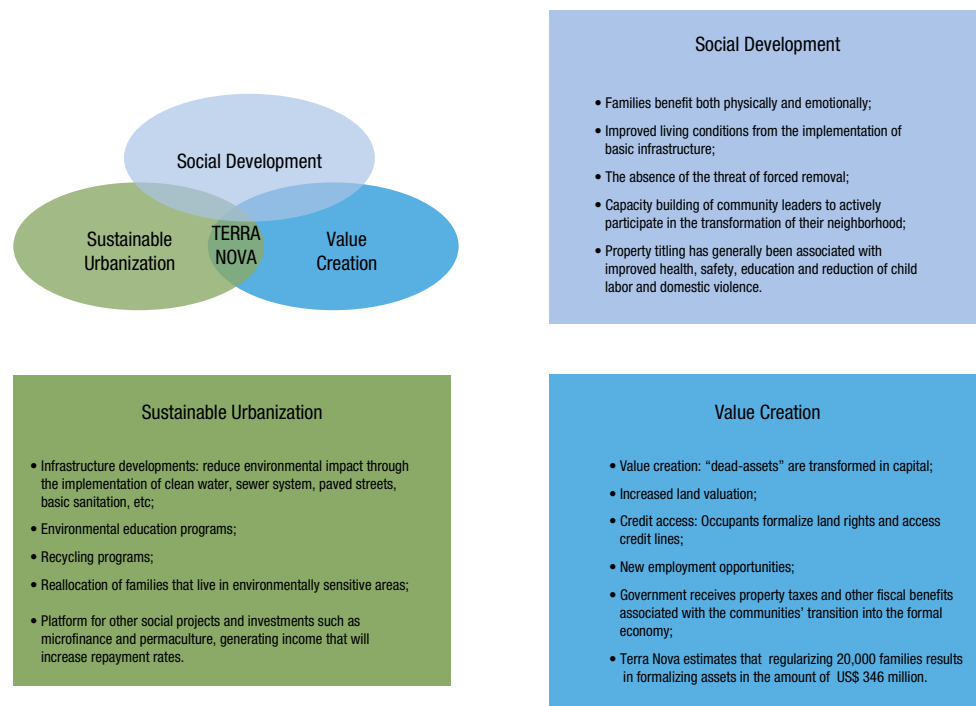 Social Development
Sustainable
Urbanization
TERRA
NOVA
Value
Creation
Social Development
• Families benefit both physically and emotionally;
• Improved living conditions from the implementation of
basic infrastructure;
• The absence of the threat of forced removal;
• Capacity building of community leaders to actively
participate in the transformation of their neighborhood;
• Property titling has generally been associated with
improved health, safety, education and reduction of child
labor and domestic violence.
Sustainable Urbanization
• Infrastructure developments: reduce environmental impact through
the implementation of clean water, sewer system, paved streets,
basic sanitation, etc;
• Environmental education programs;
• Recycling programs;
• Reallocation of families that live in environmentally sensitive areas;
• Platform for other social projects and investments such as
microfinance and permaculture, generating income that will
increase repayment rates.
Value Creation
• Value creation: “dead-assets” are transformed in capital;
• Increased land valuation;
• Credit access: Occupants formalize land rights and access
credit lines;
• New employment opportunities;
• Government receives property taxes and other fiscal benefits
associated with the communities’ transition into the formal
economy;
• Terra Nova estimates that regularizing 20,000 families results
in formalizing assets in the amount of US$ 346 million.